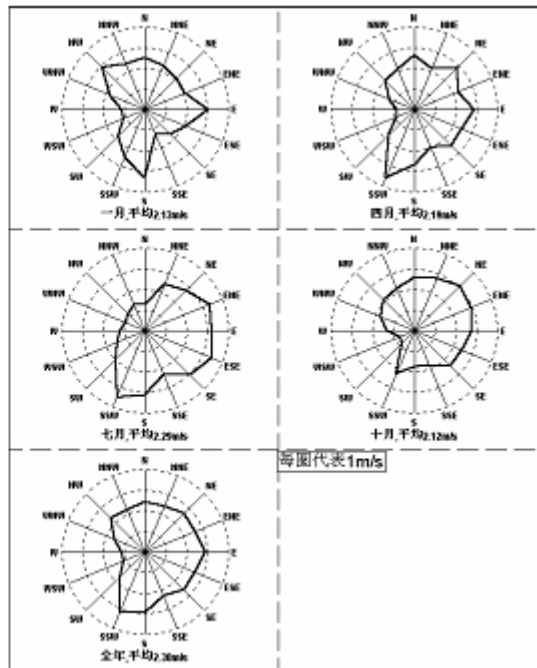 N
NNW NNE
NW NE
WNW ENE
W E
WSW ESE
SW SE
SSW SSE
S
一月,平均2.13m/s
N
NNW NNE
NW NE
WNW ENE
W E
WSW ESE
SW SE
SSW SSE
S
四月,平均2.19m/s
N
NNW NNE
NW NE
WNW ENE
W E
WSW ESE
SW SE
SSW SSE
S
七月,平均2.29m/s
N
NNW NNE
NW NE
WNW ENE
W E
WSW ESE
SW SE
SSW SSE
S
十月,平均2.12m/s
每圈代表1m/s
N
NNW NNE
NW NE
WNW ENE
W E
WSW ESE
SW SE
SSW SSE
S
全年,平均2.30m/s